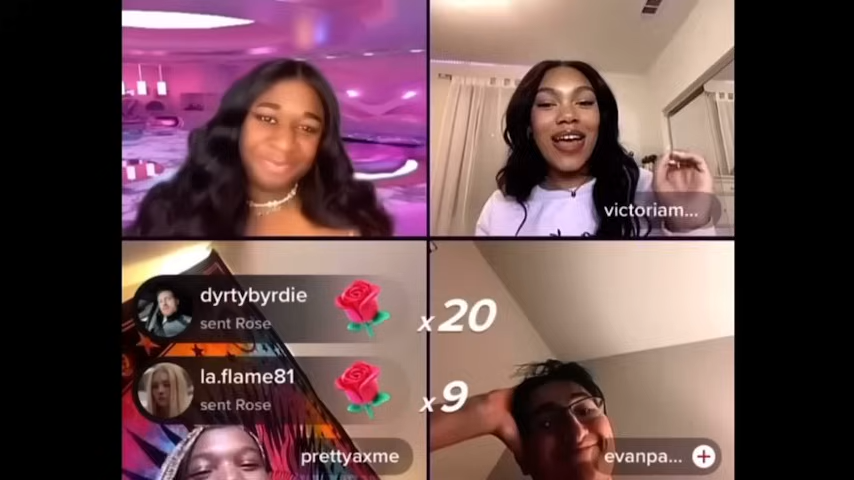 victoriam...
dyrtybyrdie
sent Rose
x20
la.flame81
sent Rose
x9
prettyaxme
evanpa...